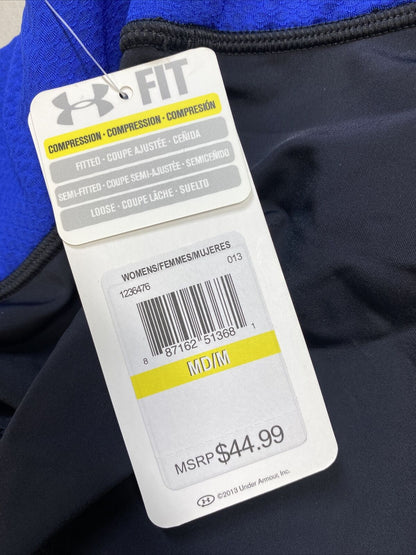 FIT
COMPRESSION · COMPRESSION · COMPRESIÓN
FITTED · COUPE AJUSTÉE · CEÑIDA
SEMI-FITTED · COUPE SEMI-AJUSTÉE · SEMICEÑIDO
LOOSE · COUPE LÂCHE · SUELTO
WOMENS/FEMMES/MUJERES
1236476 013
8 87162 51368 1
MD/M
MSRP $44.99
©2013 Under Armour, Inc.